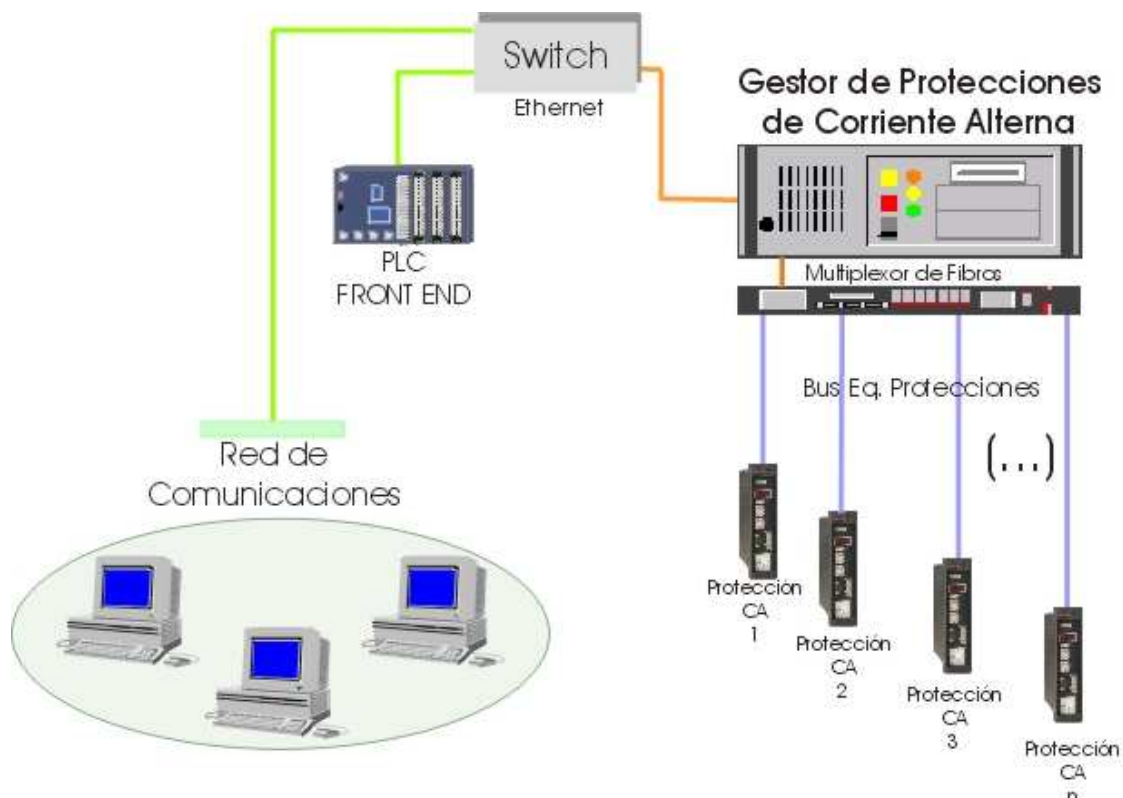 Switch
Ethernet
Gestor de Protecciones
de Corriente Alterna
PLC
FRONT END
Multiplexor de Fibras
Bus Eq. Protecciones
(...)
Red de
Comunicaciones
Protección
CA
1
Protección
CA
2
Protección
CA
3
Protección
CA
n